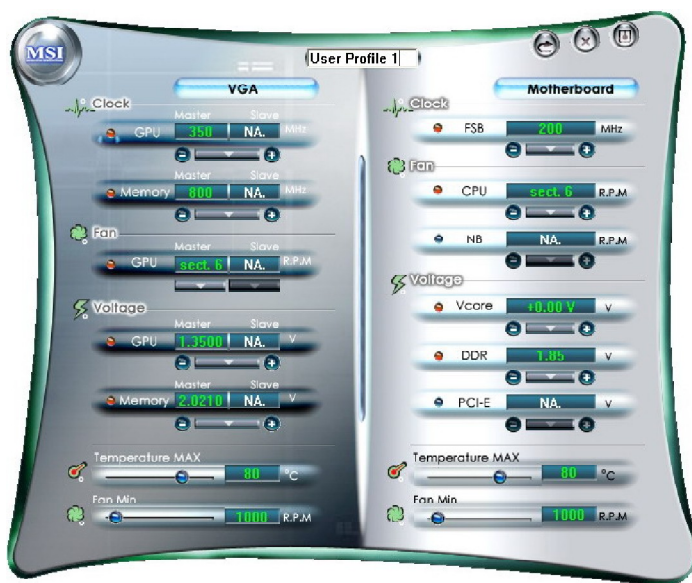 MSI
User Profile 1
VGA
Clock
Master Slave
GPU 350 NA. MHz
Master Slave
Memory 800 NA. MHz
Fan
Master Slave
GPU sect. 6 NA. R.P.M
Voltage
Master Slave
GPU 1.3500 NA. V
Master Slave
Memory 2.0210 NA. V
Temperature MAX
80 °C
Fan Min
1000 R.P.M
Motherboard
Clock
FSB 200 MHz
Fan
CPU sect. 6 R.P.M
NB NA. R.P.M
Voltage
Vcore +0.00 V V
DDR 1.85 V
PCI-E NA. V
Temperature MAX
80 °C
Fan Min
1000 R.P.M